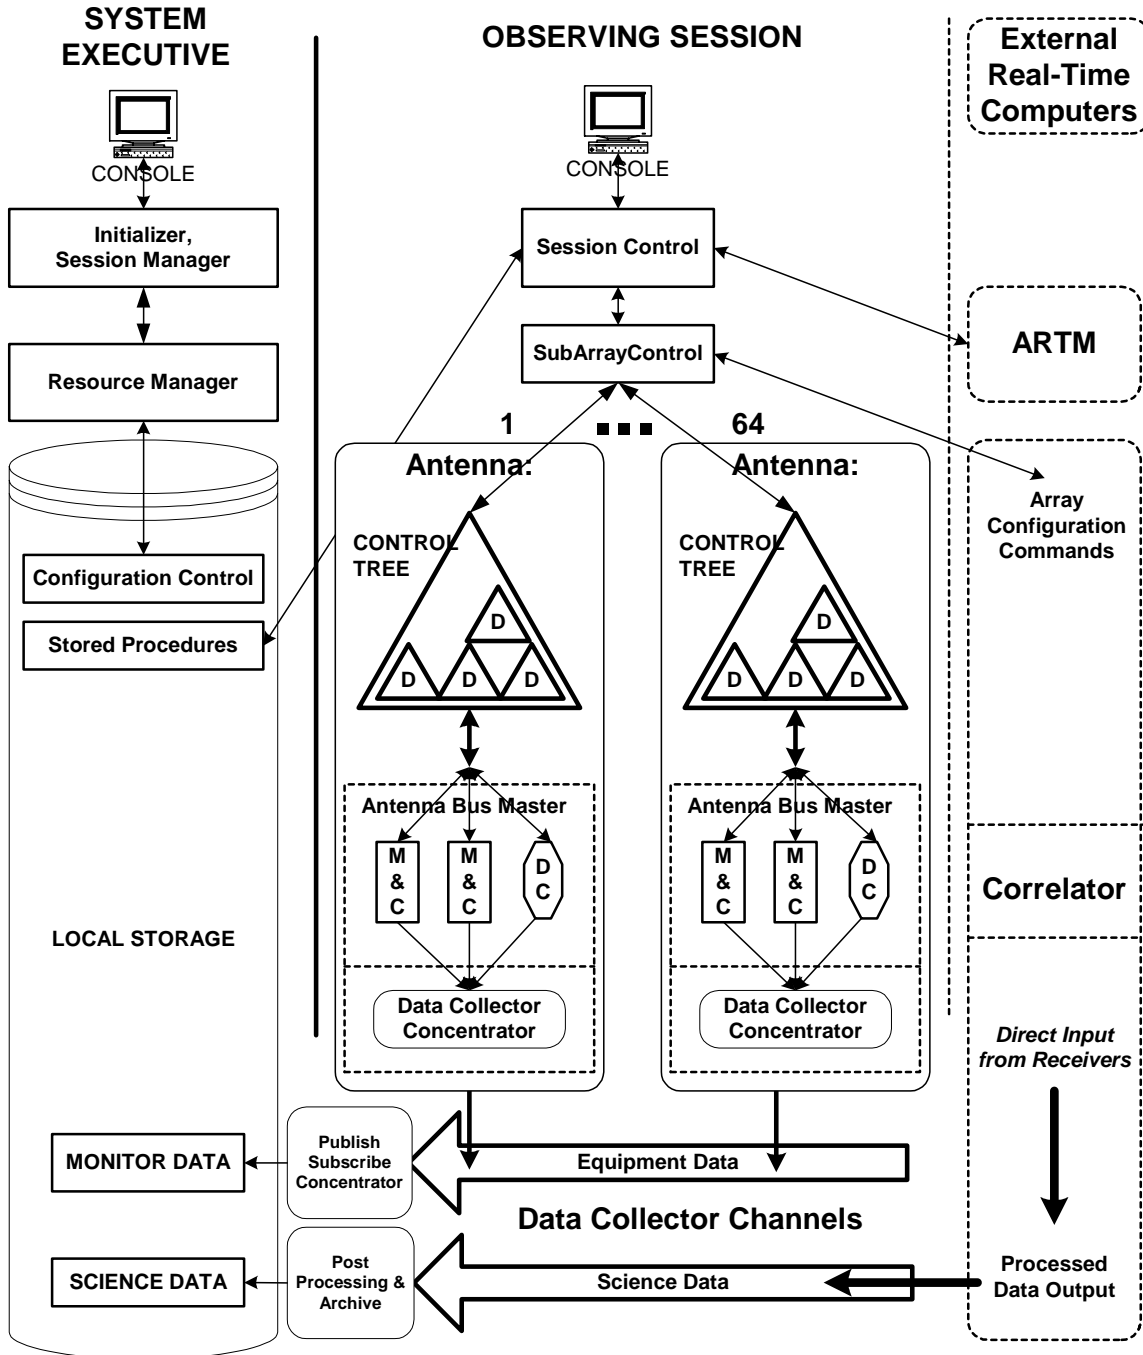 SYSTEM
EXECUTIVE
CONSOLE
Initializer,
Session Manager
Resource Manager
Configuration Control
Stored Procedures
LOCAL STORAGE
MONITOR DATA
SCIENCE DATA
OBSERVING SESSION
CONSOLE
Session Control
SubArrayControl
1
64
Antenna:
CONTROL
TREE
D
D
D
D
Antenna Bus Master
M
&
C
M
&
C
D
C
Data Collector
Concentrator
Antenna:
CONTROL
TREE
D
D
D
D
Antenna Bus Master
M
&
C
M
&
C
D
C
Data Collector
Concentrator
Publish
Subscribe
Concentrator
Equipment Data
Data Collector Channels
Post
Processing &
Archive
Science Data
External
Real-Time
Computers
ARTM
Array
Configuration
Commands
Correlator
Direct Input
from Receivers
Processed
Data Output